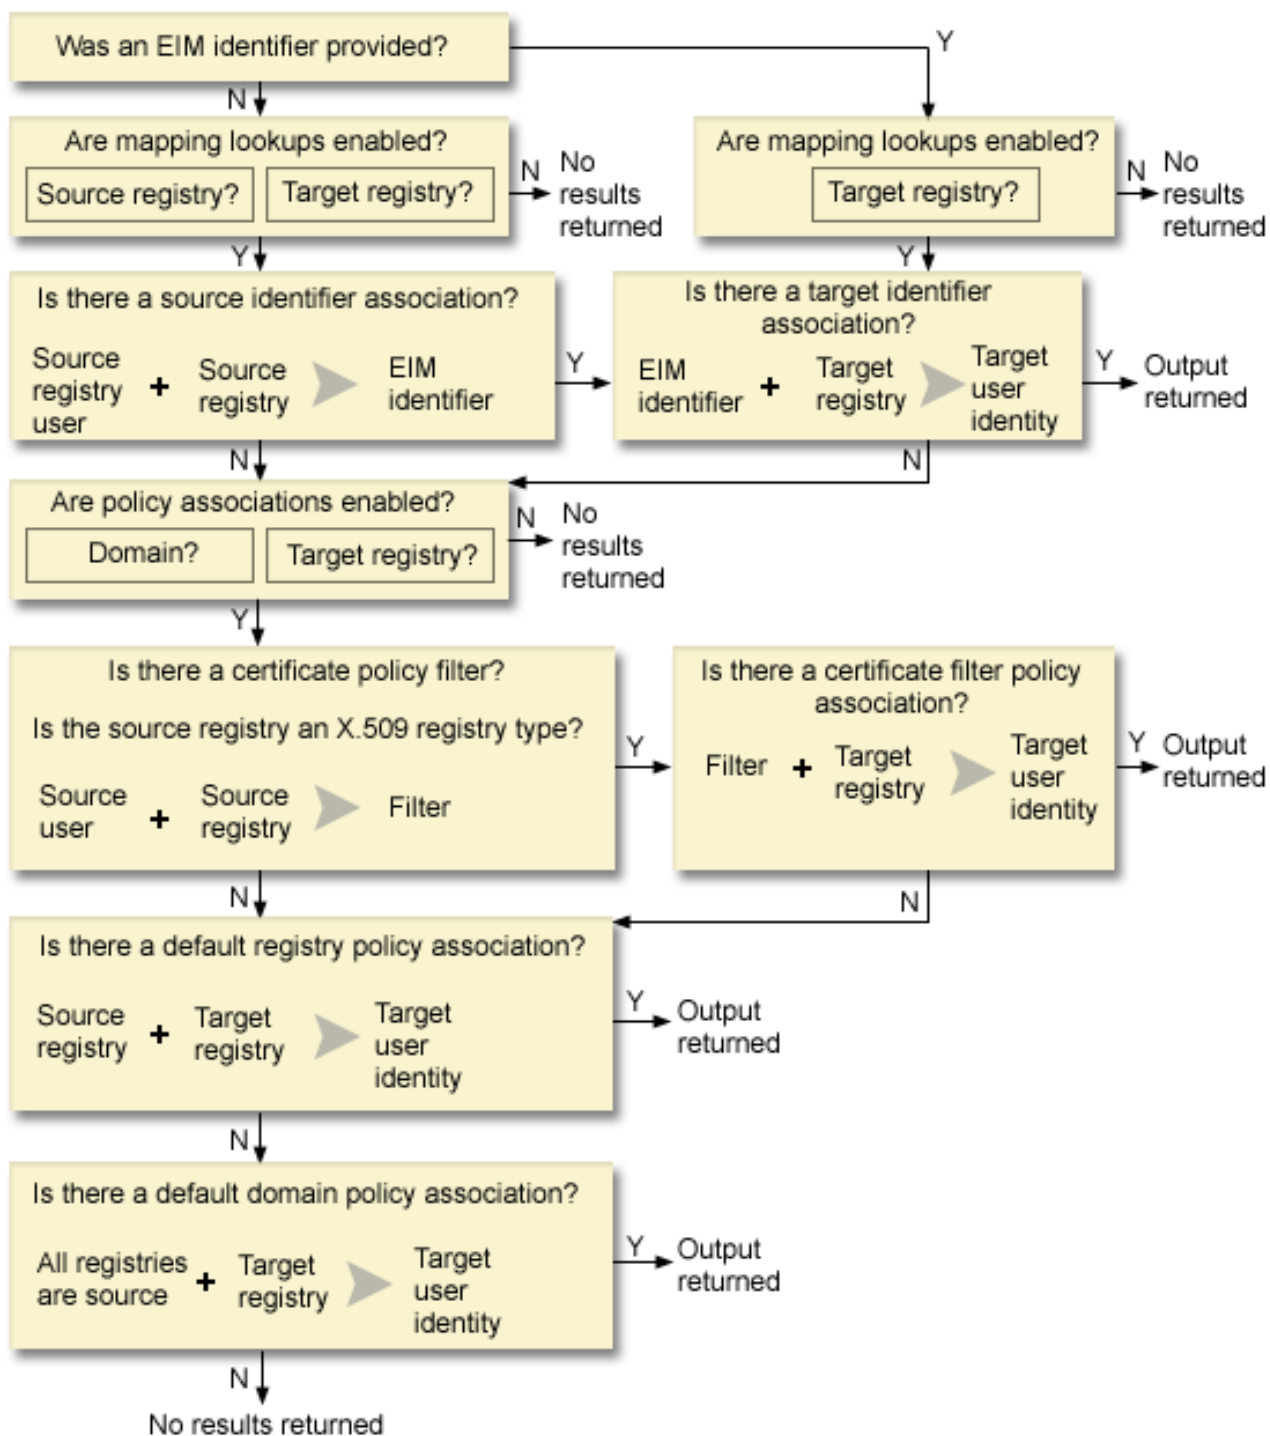 Was an EIM identifier provided?
Y
N
Are mapping lookups enabled?
Source registry?
Target registry?
N
No
results
returned
Are mapping lookups enabled?
Target registry?
N
No
results
returned
Y
Y
Is there a source identifier association?
Source
registry
user
+
Source
registry
EIM
identifier
Y
Is there a target identifier
association?
EIM
identifier
+
Target
registry
Target
user
identity
Y
Output
returned
N
N
Are policy associations enabled?
Domain?
Target registry?
N
No
results
returned
Y
Is there a certificate policy filter?
Is the source registry an X.509 registry type?
Source
user
+
Source
registry
Filter
Y
Is there a certificate filter policy
association?
Filter
+
Target
registry
Target
user
identity
Y
Output
returned
N
N
Is there a default registry policy association?
Source
registry
+
Target
registry
Target
user
identity
Y
Output
returned
N
Is there a default domain policy association?
All registries
are source
+
Target
registry
Target
user
identity
Y
Output
returned
N
No results returned